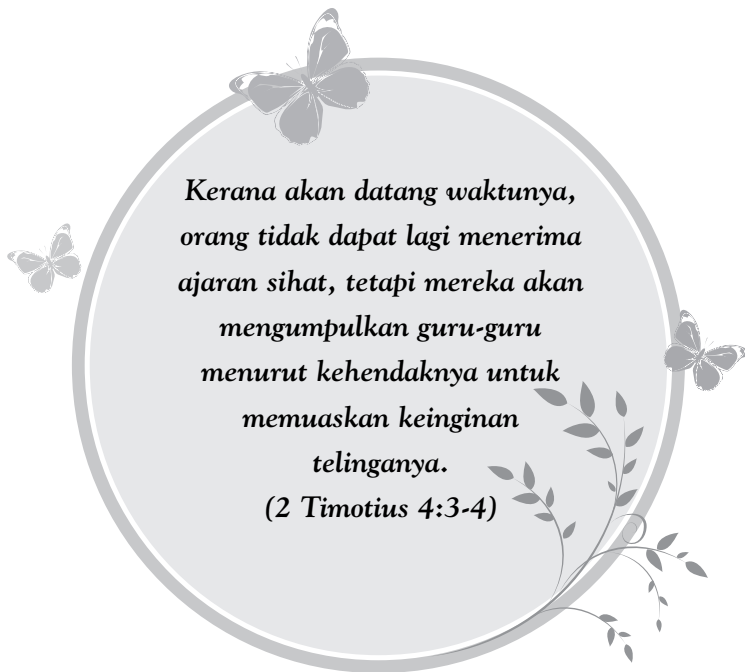 Kerana akan datang waktunya,
orang tidak dapat lagi menerima
ajaran sihat, tetapi mereka akan
mengumpulkan guru-guru
menurut kehendaknya untuk
memuaskan keinginan
telinganya.
(2 Timotius 4:3-4)